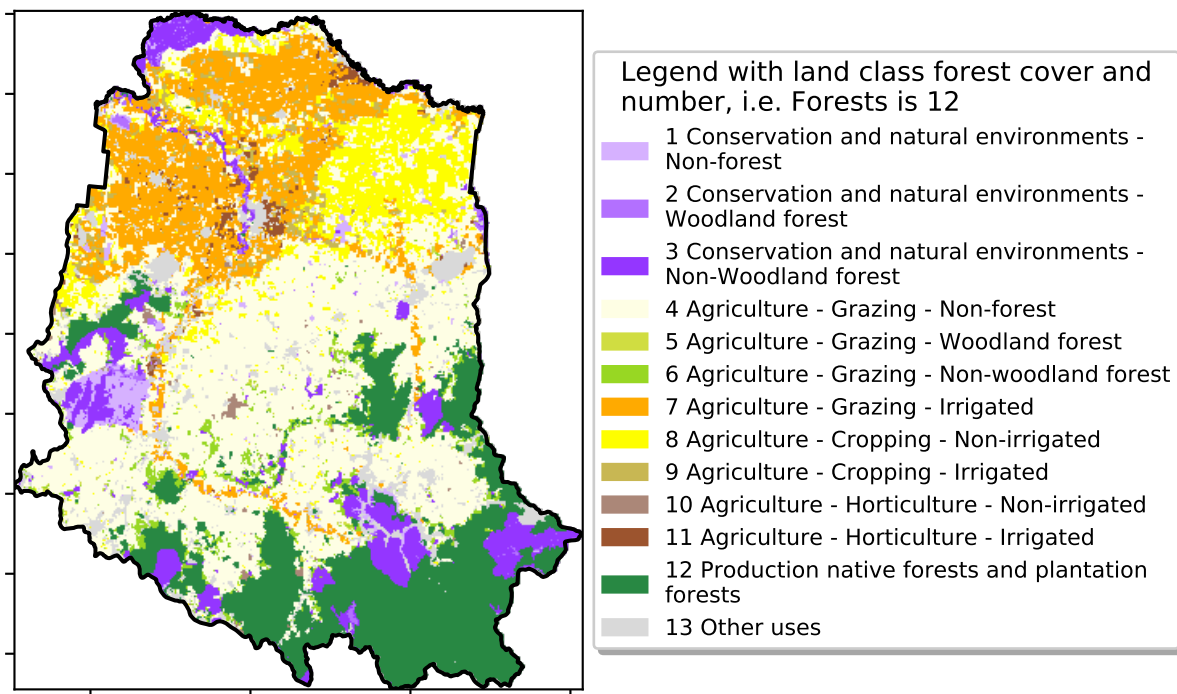 Legend with land class forest cover and
number, i.e. Forests is 12
1 Conservation and natural environments -
Non-forest
2 Conservation and natural environments -
Woodland forest
3 Conservation and natural environments -
Non-Woodland forest
4 Agriculture - Grazing - Non-forest
5 Agriculture - Grazing - Woodland forest
6 Agriculture - Grazing - Non-woodland forest
7 Agriculture - Grazing - Irrigated
8 Agriculture - Cropping - Non-irrigated
9 Agriculture - Cropping - Irrigated
10 Agriculture - Horticulture - Non-irrigated
11 Agriculture - Horticulture - Irrigated
12 Production native forests and plantation
forests
13 Other uses